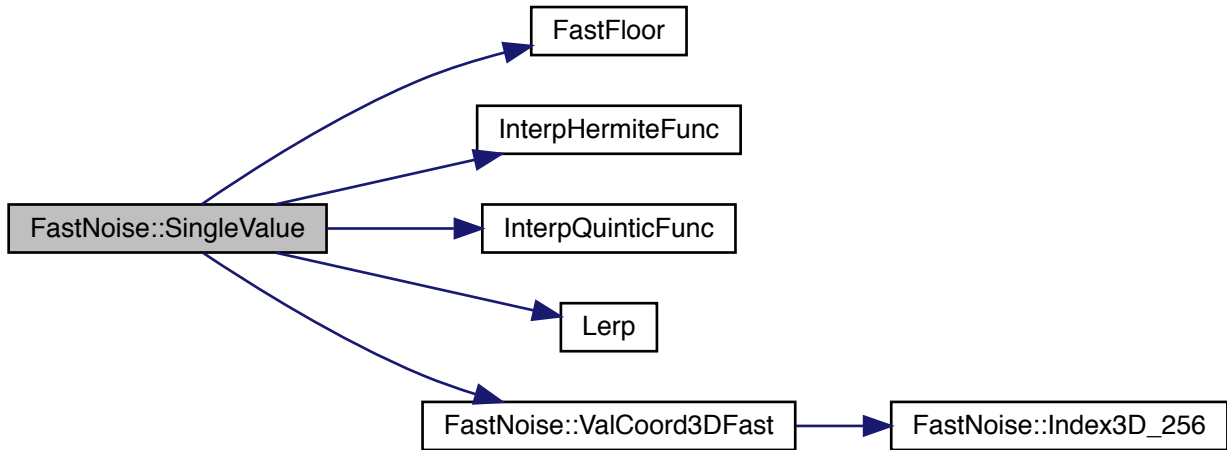 FastFloor
InterpHermiteFunc
FastNoise::SingleValue
InterpQuinticFunc
Lerp
FastNoise::ValCoord3DFast
FastNoise::Index3D_256